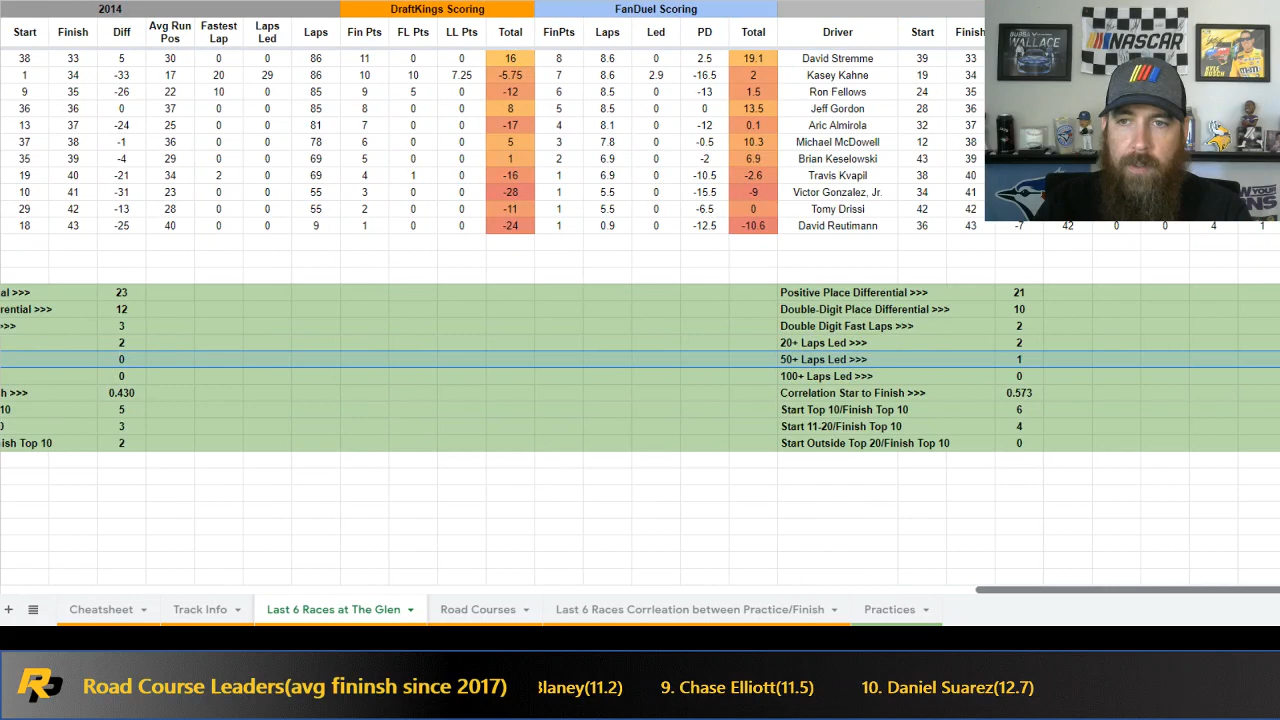 2014 DraftKings Scoring FanDuel Scoring
Start Finish Diff Avg Run Pos Fastest Lap Laps Led Laps Fin Pts FL Pts LL Pts Total FinPts Laps Led PD Total Driver Start Finish
38 33 5 30 0 0 86 11 0 0 16 8.6 0 2.5 19.1 David Stremme 39 33
1 34 -33 17 20 29 86 10 10 7.25 -5.75 7 8.6 2.9 -16.5 2 Kasey Kahne 19 34
9 35 -26 22 10 0 85 9 5 0 -12 6 8.5 0 -13 1.5 Ron Fellows 24 35
36 36 0 37 0 0 85 8 0 0 8 5 8.5 0 0 13.5 Jeff Gordon 28 36
13 37 -24 25 0 0 81 7 0 0 -17 4 8.1 0 -12 0.1 Aric Almirola 32 37
37 38 -1 36 0 0 78 6 0 0 5 3 7.8 0 -0.5 10.3 Michael McDowell 12 38
35 39 -4 29 0 0 69 5 0 0 1 2 6.9 0 -2 6.9 Brian Keselowski 43 39
19 40 -21 34 2 0 69 4 1 0 -16 1 6.9 0 -10.5 -2.6 Travis Kvapil 38 40
10 41 -31 23 0 0 55 3 0 0 -28 1 5.5 0 -15.5 -9 Victor Gonzalez, Jr. 34 41
29 42 -13 28 0 0 55 2 0 0 -11 1 5.5 0 -6.5 0 Tomy Drissi 42 42
18 43 -25 40 0 0 9 1 0 0 -24 1 0.9 0 -12.5 -10.6 David Reutimann 36 43 -7 42 0 0 4 1
al >>> 23 Positive Place Differential >>> 21
rential >>> 12 Double-Digit Place Differential >>> 10
>>> 3 Double Digit Fast Laps >>> 2
2 20+ Laps Led >>> 2
0 50+ Laps Led >>> 1
0 100+ Laps Led >>> 0
h >>> 0.430 Correlation Star to Finish >>> 0.573
10 5 Start Top 10/Finish Top 10 6
0 3 Start 11-20/Finish Top 10 4
ish Top 10 2 Start Outside Top 20/Finish Top 10 0
BUBBA WALLACE
NASCAR
KYLE BUSCH
+ Cheatsheet Track Info Last 6 Races at The Glen Road Courses Last 6 Races Corrleation between Practice/Finish Practices
RP Road Course Leaders(avg fininsh since 2017) Blaney(11.2) 9. Chase Elliott(11.5) 10. Daniel Suarez(12.7)